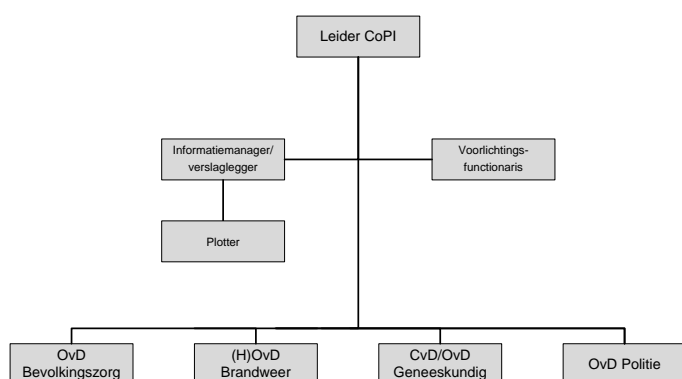 Leider CoPI
Informatiemanager/
verslaglegger
Voorlichtings-
functionaris
Plotter
OvD
Bevolkingszorg
(H)OvD
Brandweer
CvD/OvD
Geneeskundig
OvD Politie